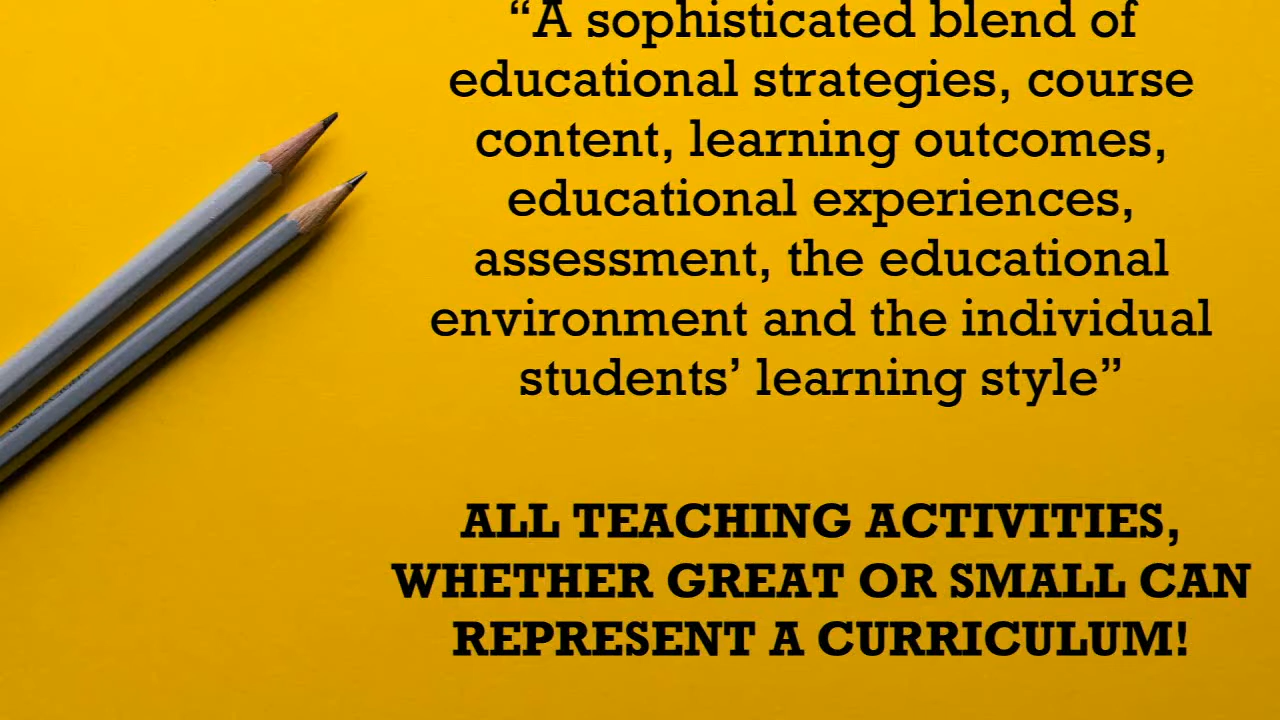 “A sophisticated blend of
educational strategies, course
content, learning outcomes,
educational experiences,
assessment, the educational
environment and the individual
students’ learning style”
ALL TEACHING ACTIVITIES,
WHETHER GREAT OR SMALL CAN
REPRESENT A CURRICULUM!